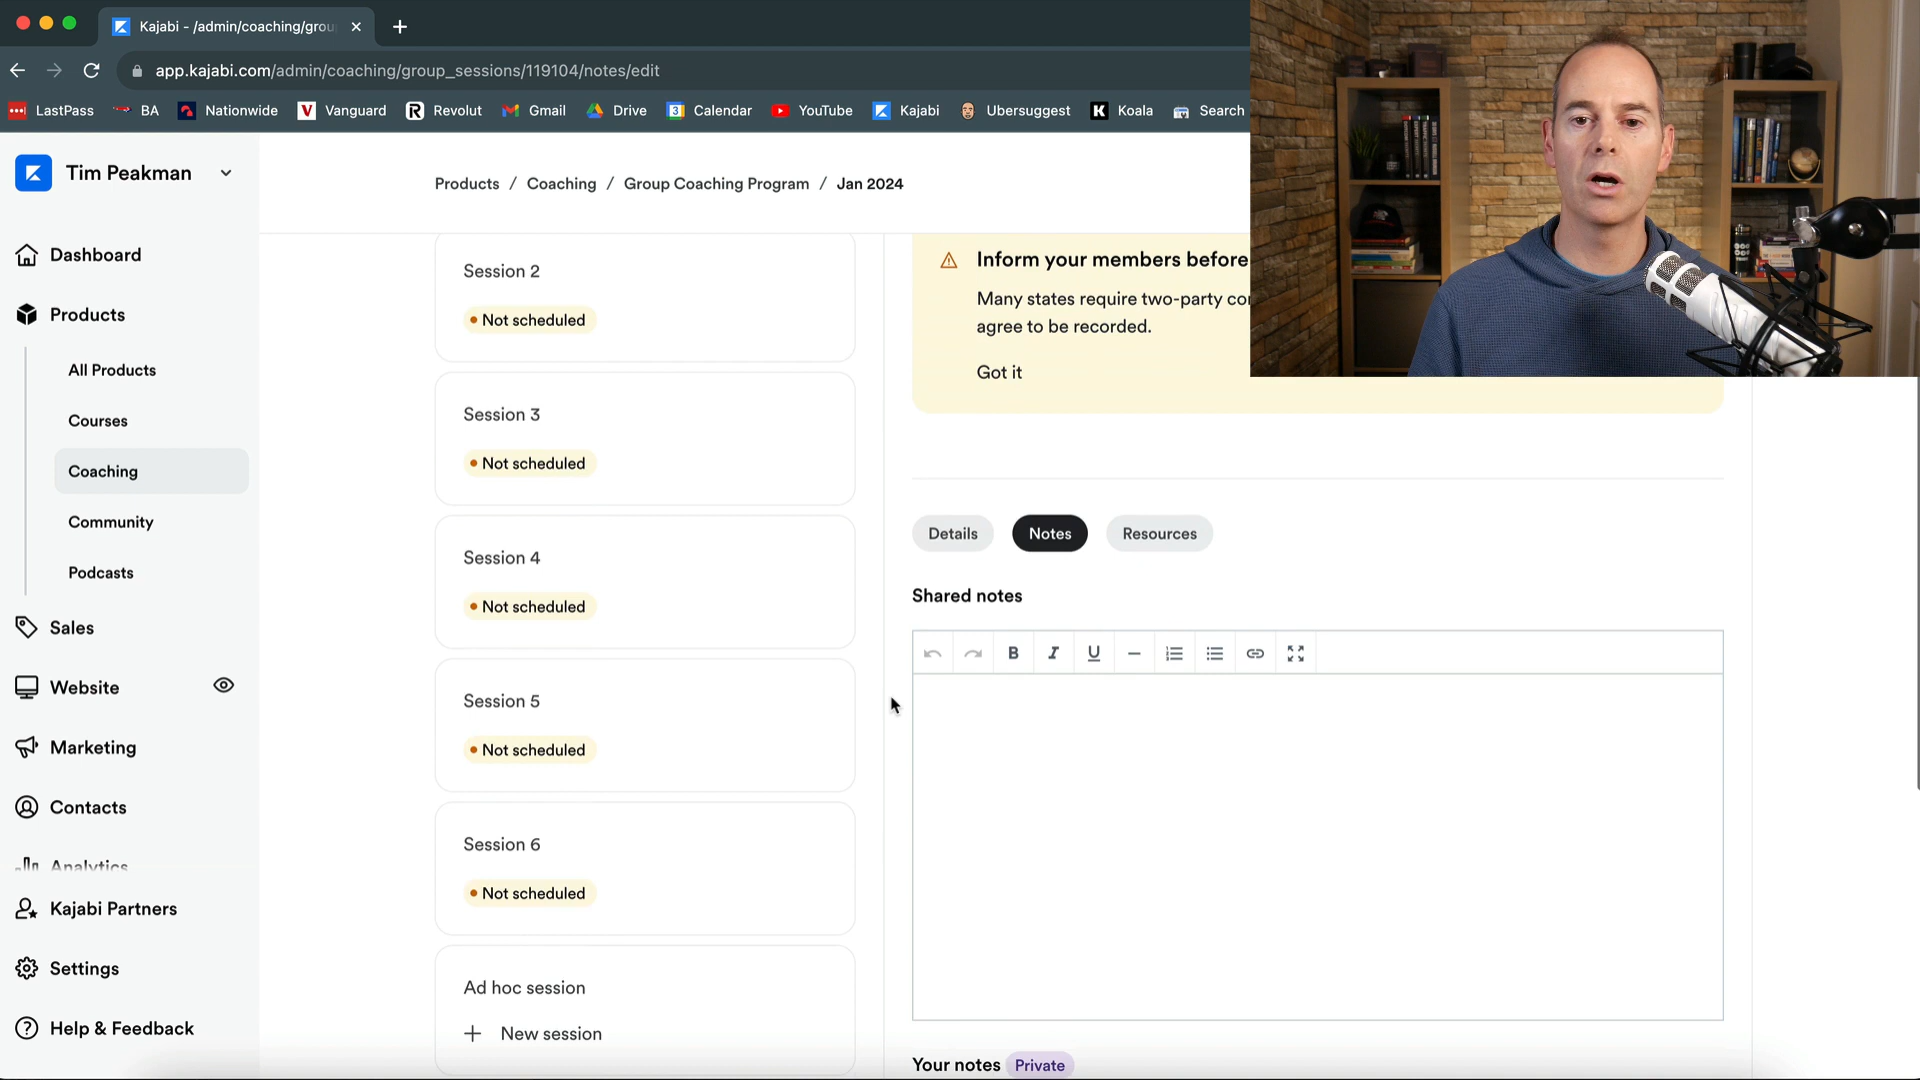 Kajabi - /admin/coaching/grou
app.kajabi.com/admin/coaching/group_sessions/119104/notes/edit
LastPass
BA
Nationwide
Vanguard
Revolut
Gmail
Drive
Calendar
YouTube
Kajabi
Ubersuggest
Koala
Search
Tim Peakman
Products / Coaching / Group Coaching Program / Jan 2024
Dashboard
Products
All Products
Courses
Coaching
Community
Podcasts
Sales
Website
Marketing
Contacts
Analytics
Kajabi Partners
Settings
Help & Feedback
Session 2
Not scheduled
Session 3
Not scheduled
Session 4
Not scheduled
Session 5
Not scheduled
Session 6
Not scheduled
Ad hoc session
+ New session
Inform your members before
Many states require two-party co
agree to be recorded.
Got it
Details
Notes
Resources
Shared notes
B I U
Your notes Private